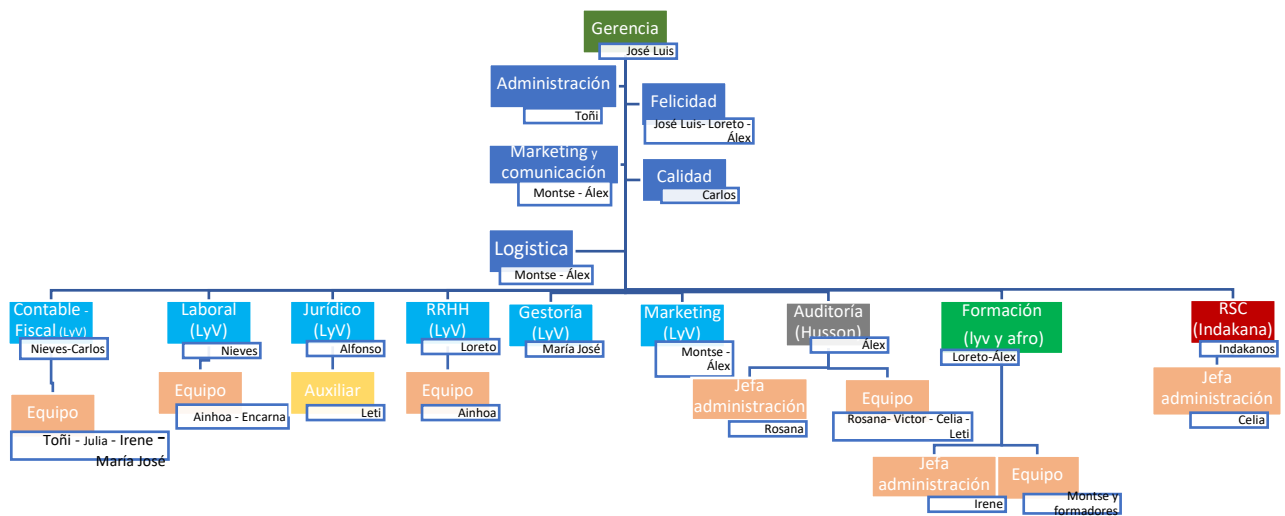 Gerencia
José Luis
Administración
Toñi
Felicidad
José Luis- Loreto -
Álex
Marketing y
comunicación
Montse - Álex
Calidad
Carlos
Logistica
Montse - Álex
Contable -
Fiscal (LyV)
Nieves-Carlos
Equipo
Toñi - Julia - Irene –
María José
Laboral
(LyV)
Nieves
Equipo
Ainhoa - Encarna
Jurídico
(LyV)
Alfonso
Auxiliar
Leti
RRHH
(LyV)
Loreto
Equipo
Ainhoa
Gestoría
(LyV)
María José
Marketing
(LyV)
Montse -
Álex
Auditoría
(Husson)
Álex
Jefa
administración
Rosana
Equipo
Rosana- Victor - Celia -
Leti
Formación
(lyv y afro)
Loreto-Álex
Jefa
administración
Irene
Equipo
Montse y
formadores
RSC
(Indakana)
Indakanos
Jefa
administración
Celia